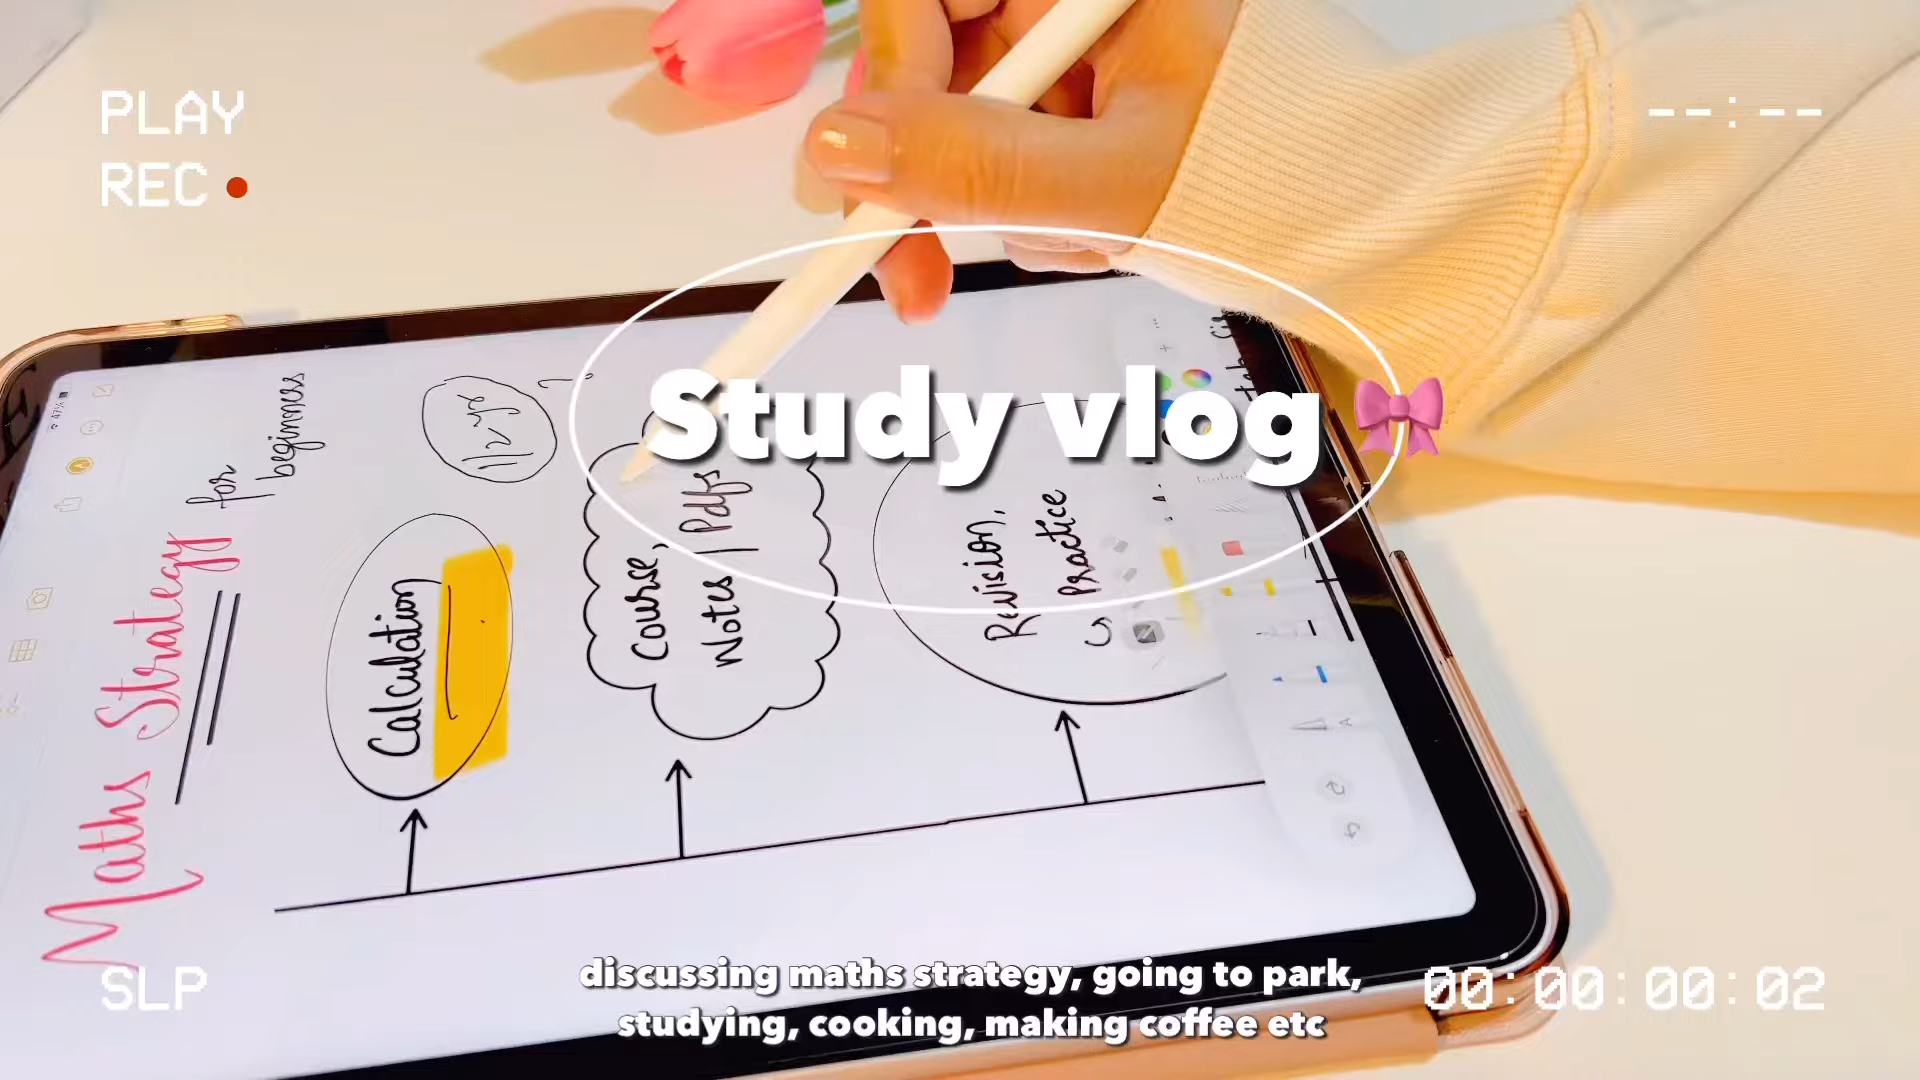 PLAY
REC
--:--
Study vlog
Maths Strategy
for
beginners
47%
Calculation
Course,
Notes | Pdfs
Revision,
Practice
discussing maths strategy, going to park,
studying, cooking, making coffee etc
SLP
00:00:00:02